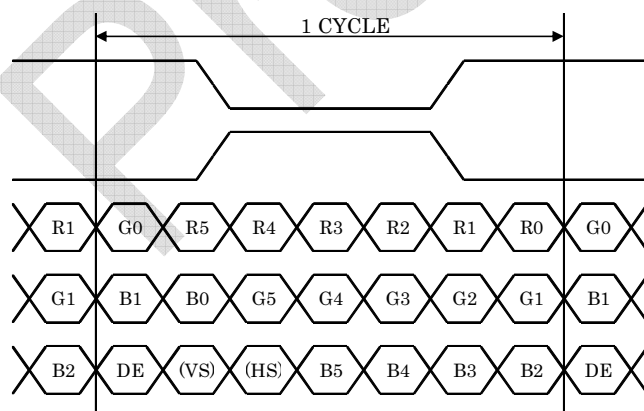 1 CYCLE
R1 G0 R5 R4 R3 R2 R1 R0 G0
G1 B1 B0 G5 G4 G3 G2 G1 B1
B2 DE (VS) (HS) B5 B4 B3 B2 DE